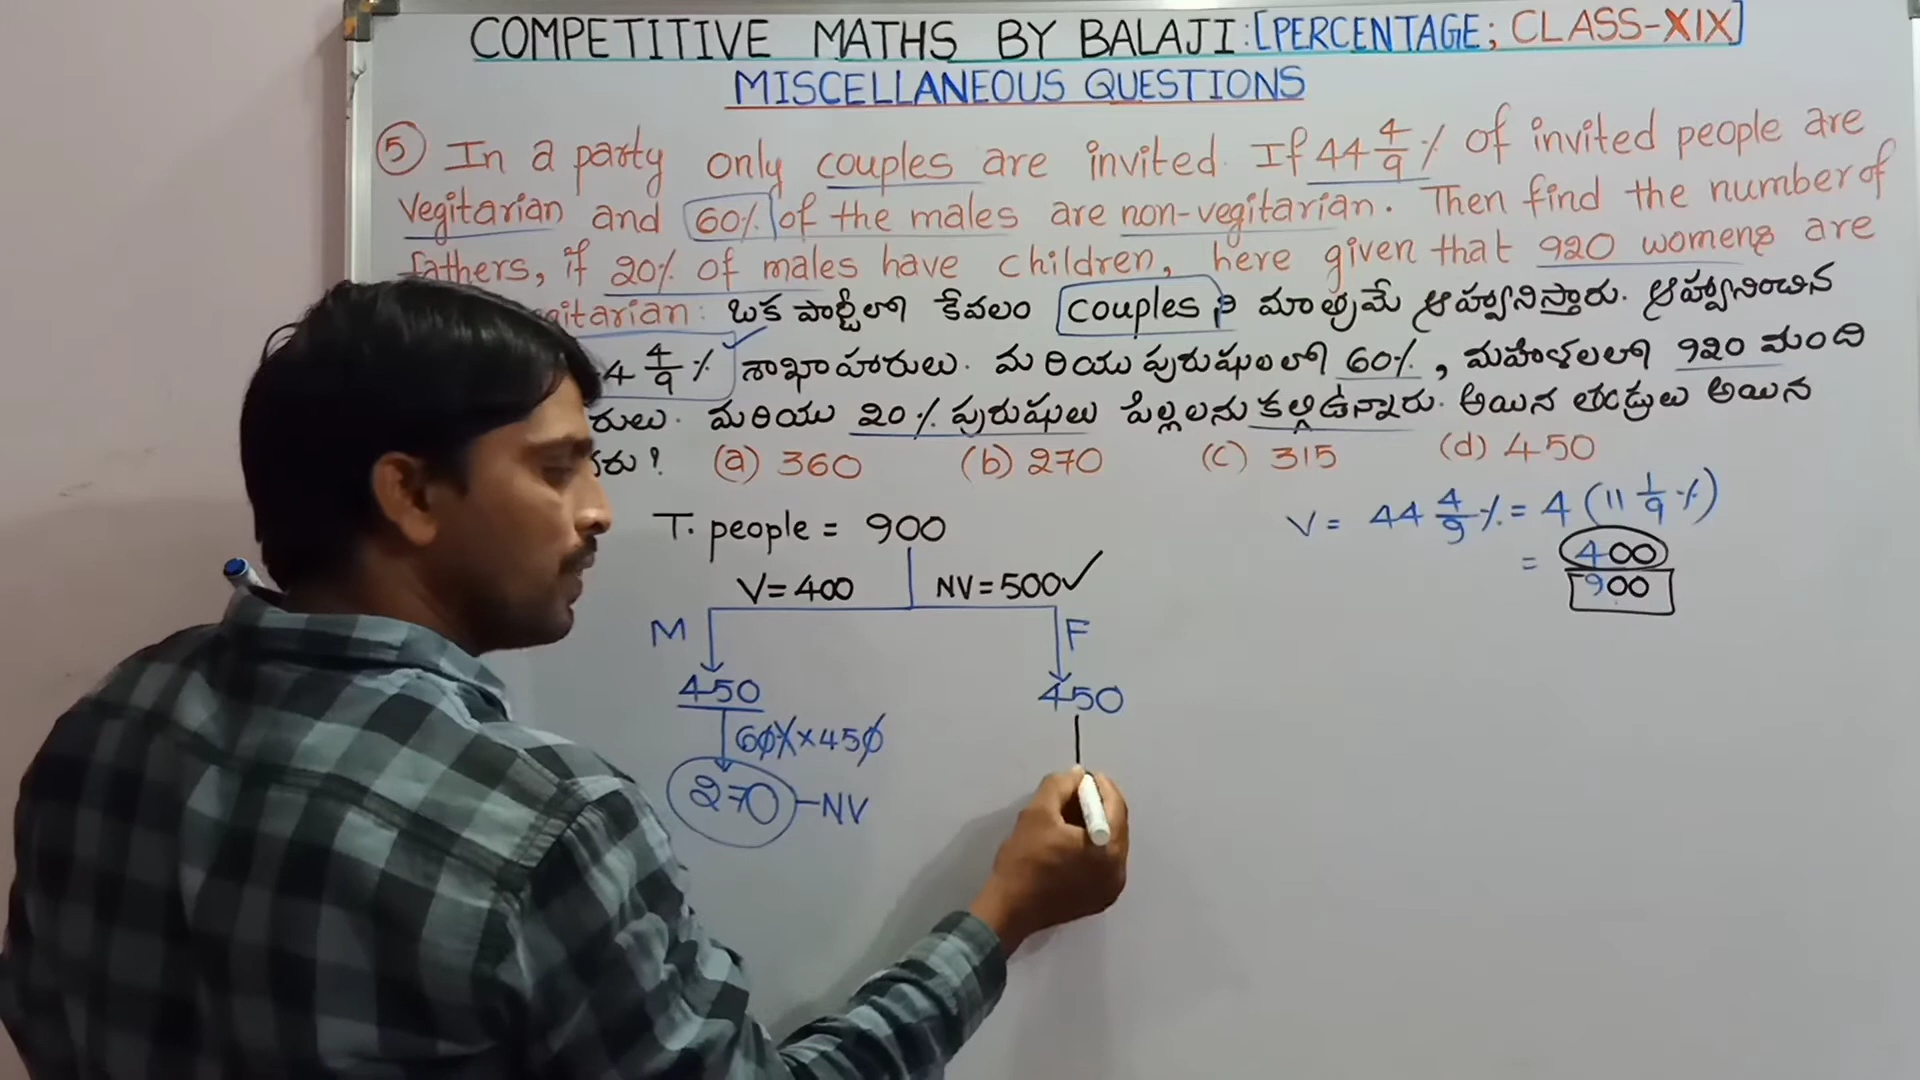 COMPETITIVE MATHS BY BALAJI: [PERCENTAGE; CLASS-XIX]
MISCELLANEOUS QUESTIONS
⑤ In a party only couples are invited. If 44 4/9 % of invited people are
Vegitarian and 60% of the males are non-vegitarian. Then find the number of
fathers, if 20% of males have children, here given that 920 womens are
gitarian: ఒక పార్టీలో కేవలం couples ని మాత్రమే ఆహ్వానిస్తారు. ఆహ్వానించిన
4 4/9 % శాఖాహారులు. మరియు పురుషులలో 60%, మహిళలలో 920 మంది
రులు. మరియు 20% పురుషులు పిల్లలను కల్గి ఉన్నారు. అయిన తండ్రులు అయిన
రు? (a) 360 (b) 270 (c) 315 (d) 450
T. people = 900
V = 44 4/9 % = 4 (11 1/9 %)
= 400/900
V = 400 NV = 500 ✓
M F
450 450
60% × 450
270 - NV